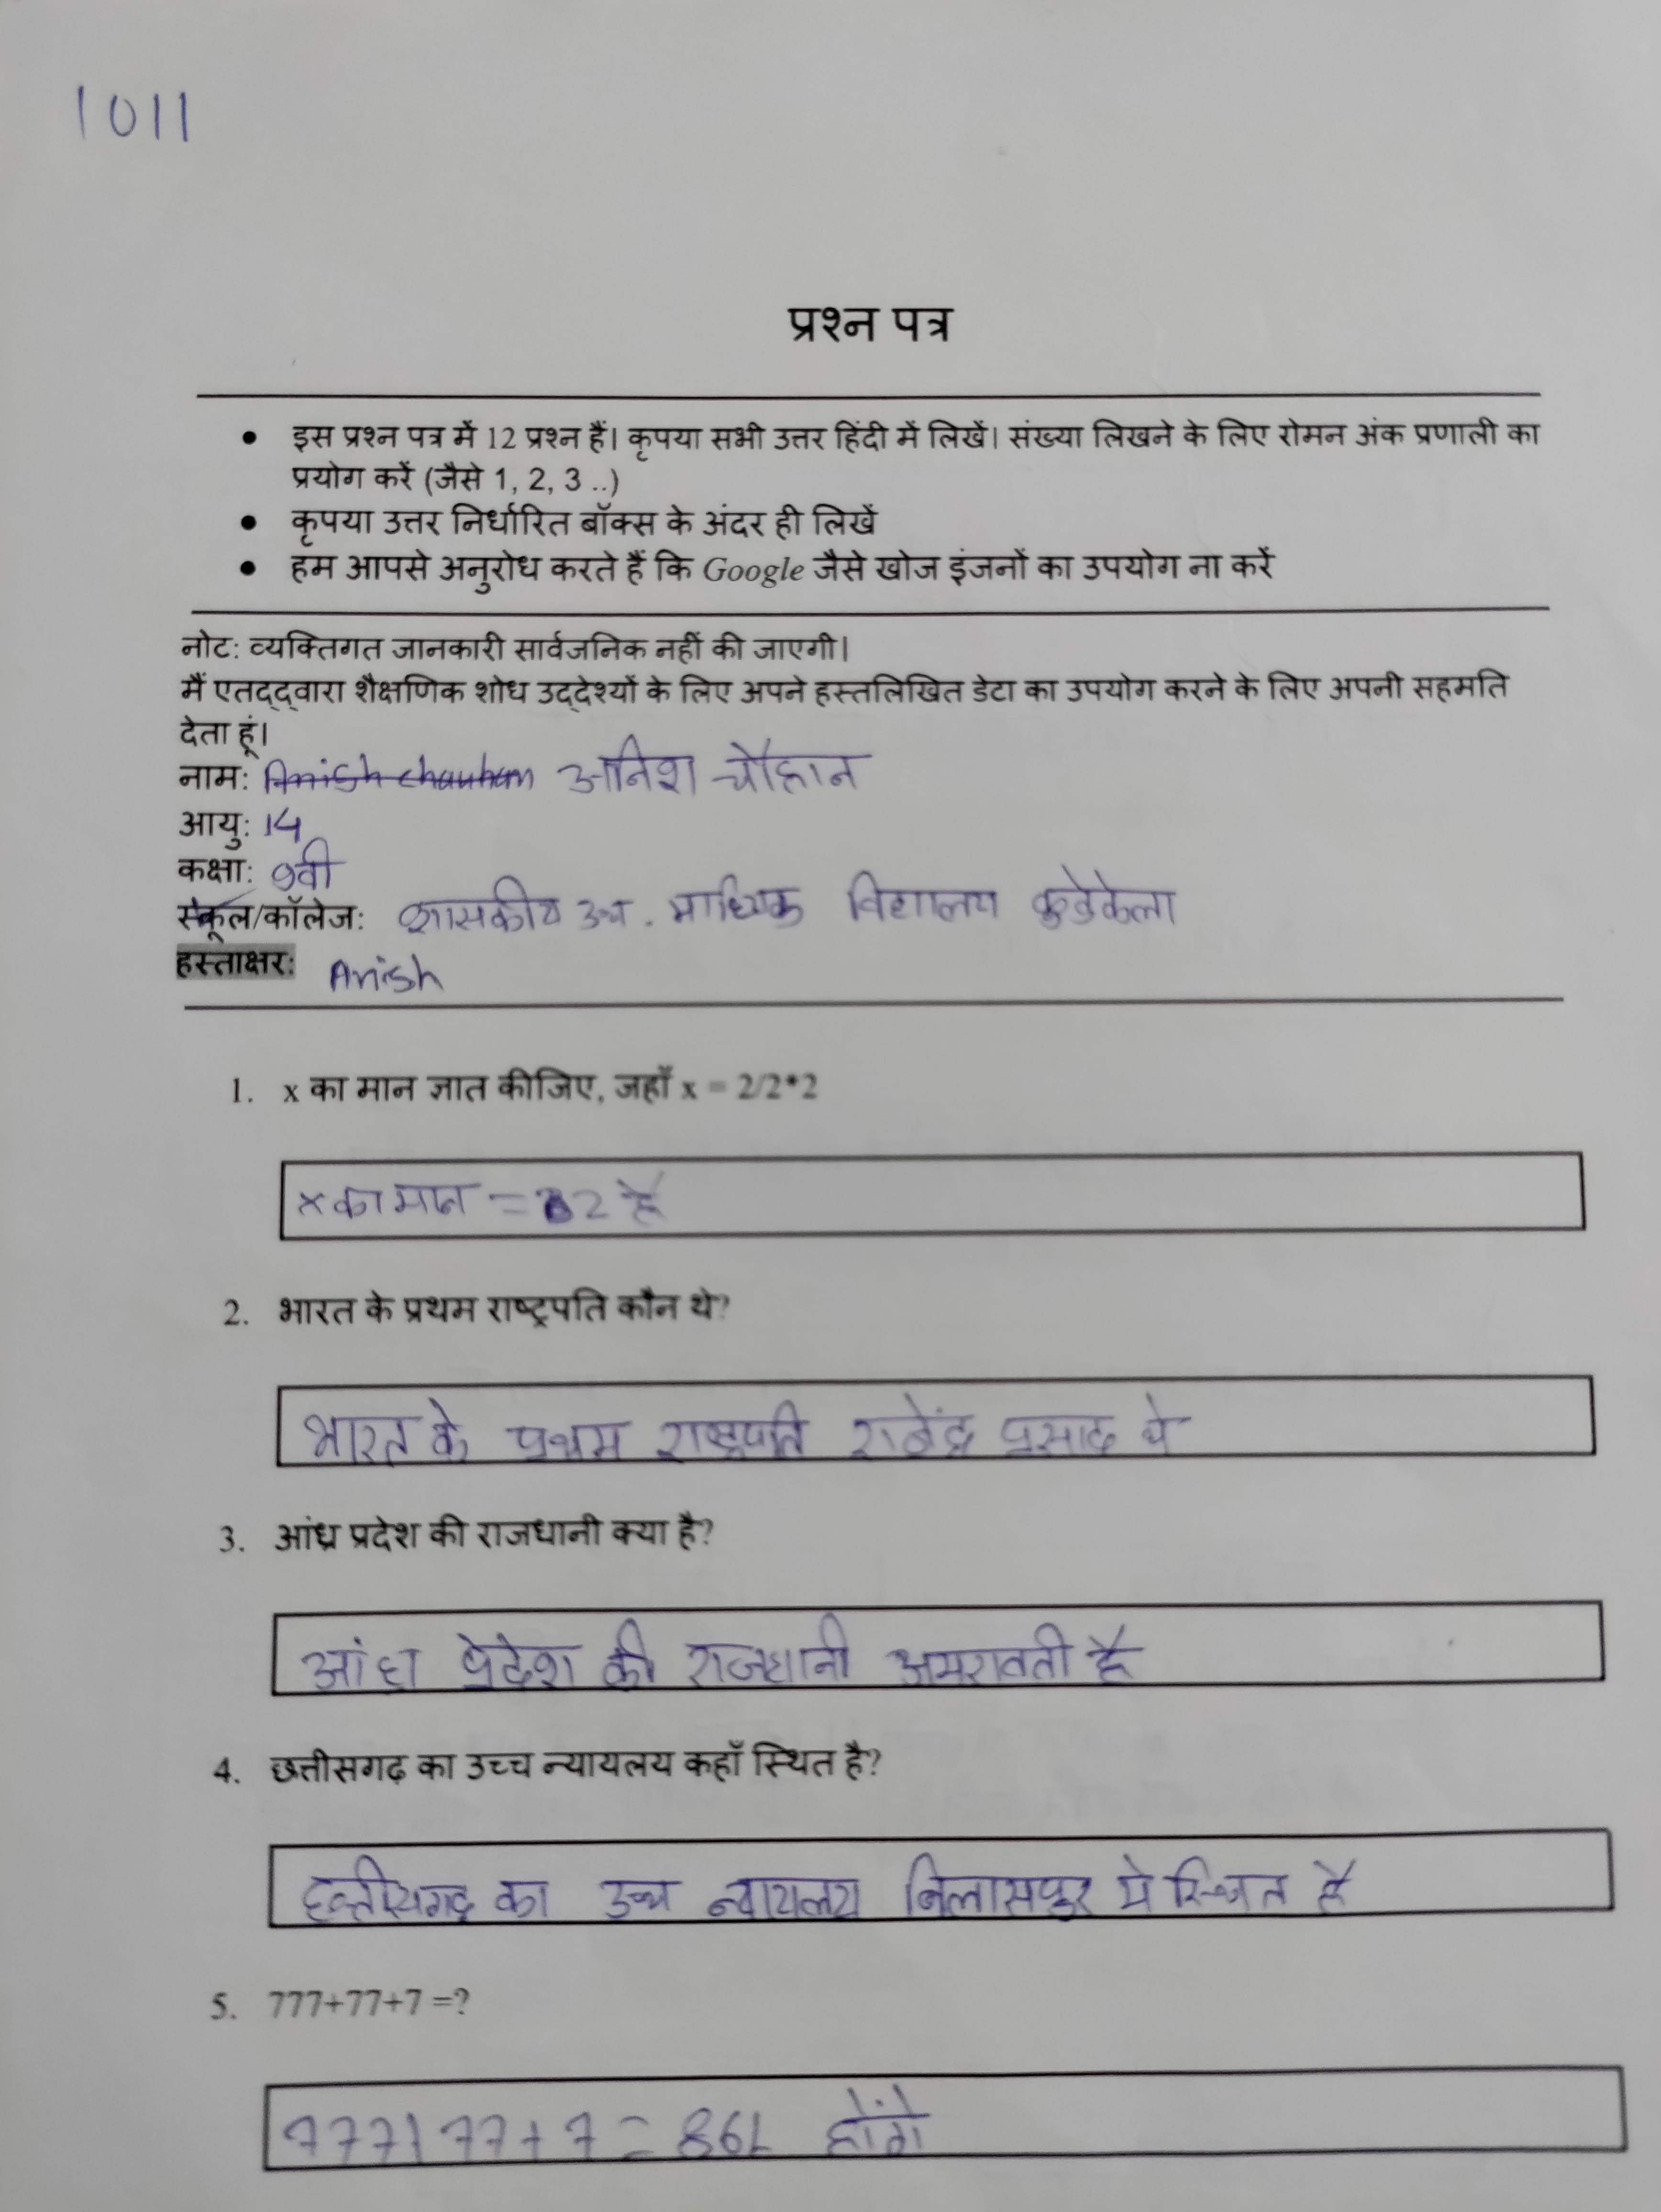 1011
प्रश्न पत्र
• इस प्रश्न पत्र में 12 प्रश्न हैं। कृपया सभी उत्तर हिंदी में लिखें। संख्या लिखने के लिए रोमन अंक प्रणाली का
प्रयोग करें (जैसे 1, 2, 3 ..)
• कृपया उत्तर निर्धारित बॉक्स के अंदर ही लिखें
• हम आपसे अनुरोध करते हैं कि Google जैसे खोज इंजनों का उपयोग ना करें
नोट: व्यक्तिगत जानकारी सार्वजनिक नहीं की जाएगी।
मैं एतद्द्वारा शैक्षणिक शोध उद्देश्यों के लिए अपने हस्तलिखित डेटा का उपयोग करने के लिए अपनी सहमति
देता हूं।
नाम: Anish chauhan अनिश चौहान
आयु: 14
कक्षा: 9वी
स्कूल/कॉलेज: शासकीय उच्च. माध्यिक विद्यालय कुडेकेला
हस्ताक्षर: Anish
1. x का मान ज्ञात कीजिए, जहाँ x = 2/2*2
x का मान = 2 है
2. भारत के प्रथम राष्ट्रपति कौन थे?
भारत के प्रथम राष्ट्रपति राजेंद्र प्रसाद थे
3. आंध्र प्रदेश की राजधानी क्या है?
आंध्रा प्रेदेश की राजधानी अमरावती है
4. छत्तीसगढ़ का उच्च न्यायलय कहाँ स्थित है?
छत्तीसगढ़ का उच्च न्यायलय बिलासपुर मे स्थित है
5. 777+77+7 =?
777+77+7 = 861 होंगे